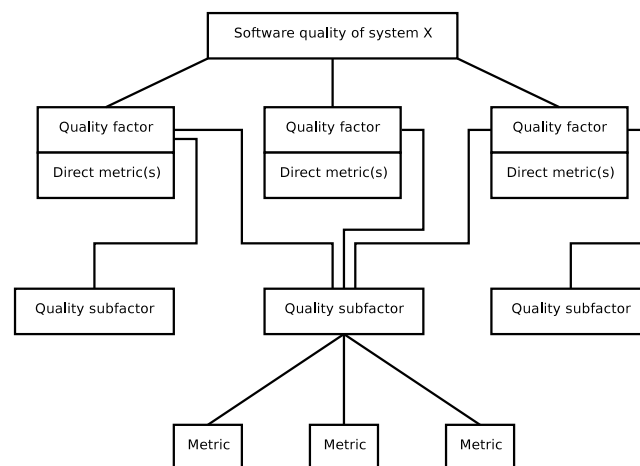 Software quality of system X
Quality factor
Quality factor
Quality factor
Direct metric(s)
Direct metric(s)
Direct metric(s)
Quality subfactor
Quality subfactor
Quality subfactor
Metric
Metric
Metric